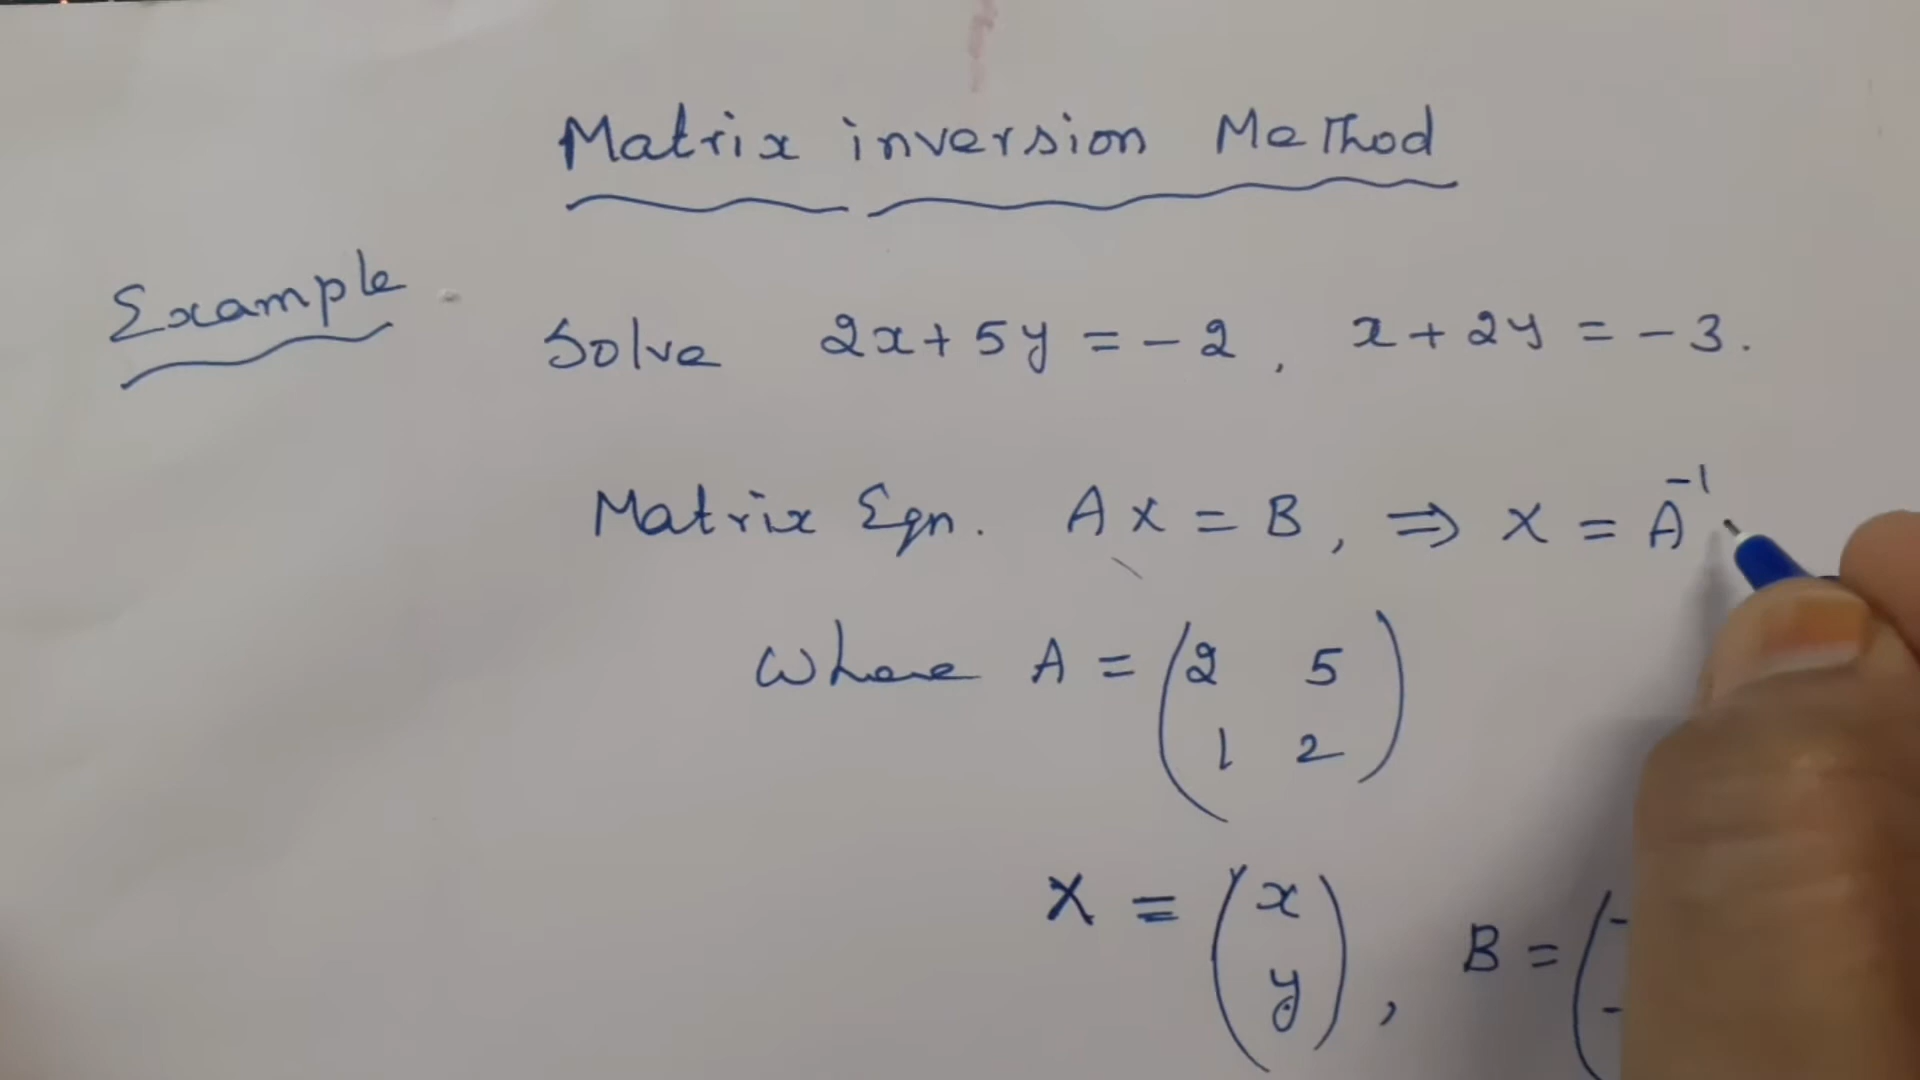 Matrix inversion Method
Example
Solve 2x+5y = -2, x+2y = -3.
Matrix Eqn. AX = B, ⇒ X = A⁻¹
Where A = (2 5
1 2)
X = (x
y), B = (-
-